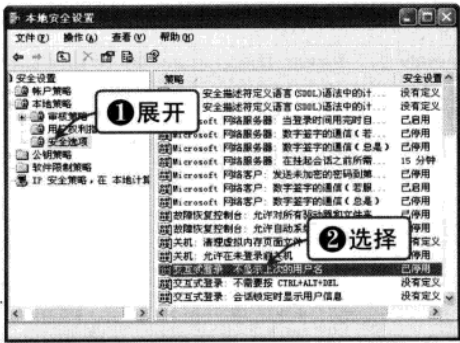 本地安全设置
文件(F) 操作(A) 查看(V) 帮助(H)
安全设置
帐户策略
本地策略
审核策略
用户权利指
安全选项
公钥策略
软件限制策略
IP 安全策略，在 本地计算
❶展开
策略 安全设置
安全描述符定义语言(SDDL)语法中的计... 没有定义
安全描述符定义语言(SDDL)语法中的计... 没有定义
Microsoft 网络服务器: 当登录时间用完时自... 已启用
Microsoft 网络服务器: 数字签字的通信(若... 已停用
Microsoft 网络服务器: 数字签字的通信(总是) 已停用
Microsoft 网络服务器: 在挂起会话之前所需... 15 分钟
Microsoft 网络客户: 发送未加密的密码到第... 已停用
Microsoft 网络客户: 数字签字的通信(若服... 已启用
Microsoft 网络客户: 数字签字的通信(总是) 已停用
故障恢复控制台: 允许对所有驱动器和文件夹... 已停用
故障恢复控制台: 允许自动系 已停用
关机: 清理虚拟内存页面文件 已停用
关机: 允许在未登录前关机 已启用
❷选择
交互式登录: 不显示上次的用户名 已停用
交互式登录: 不需要按 CTRL+ALT+DEL 没有定义
交互式登录: 会话锁定时显示用户信息 没有定义